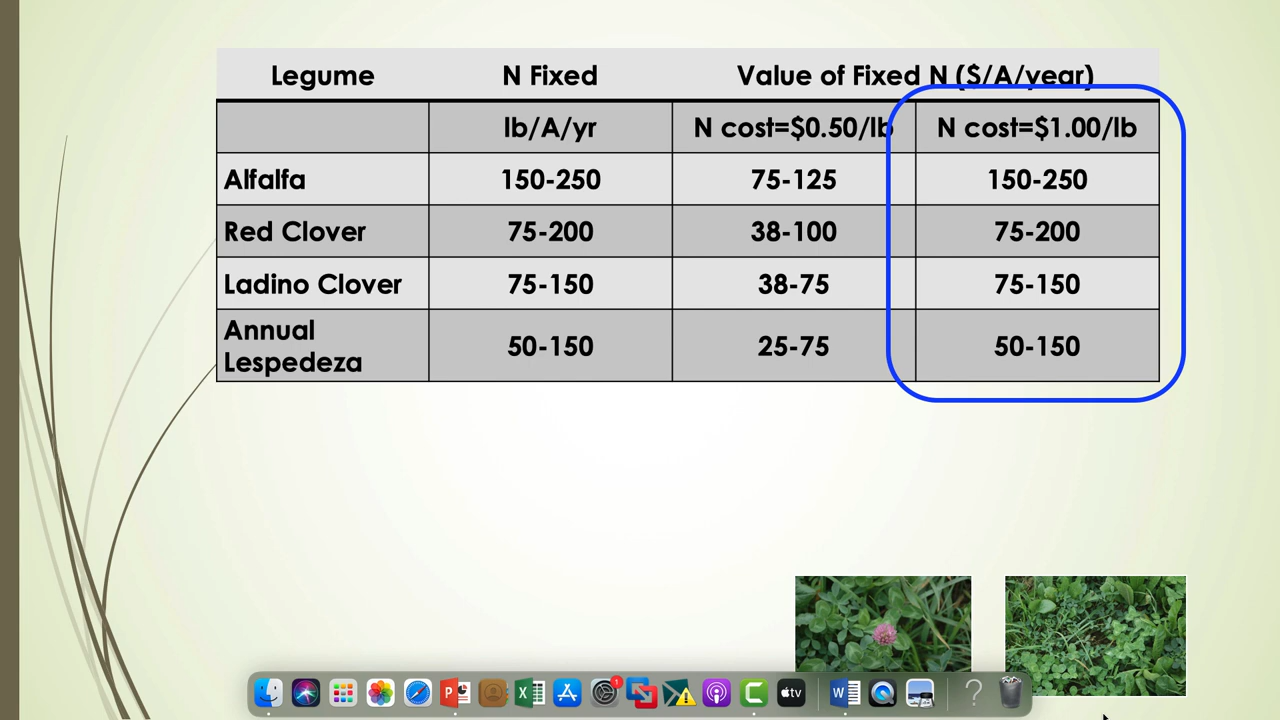 Legume N Fixed Value of Fixed N ($/A/year)
lb/A/yr N cost=$0.50/lb N cost=$1.00/lb
Alfalfa 150-250 75-125 150-250
Red Clover 75-200 38-100 75-200
Ladino Clover 75-150 38-75 75-150
Annual
Lespedeza 50-150 25-75 50-150
P X W
1
tv
?